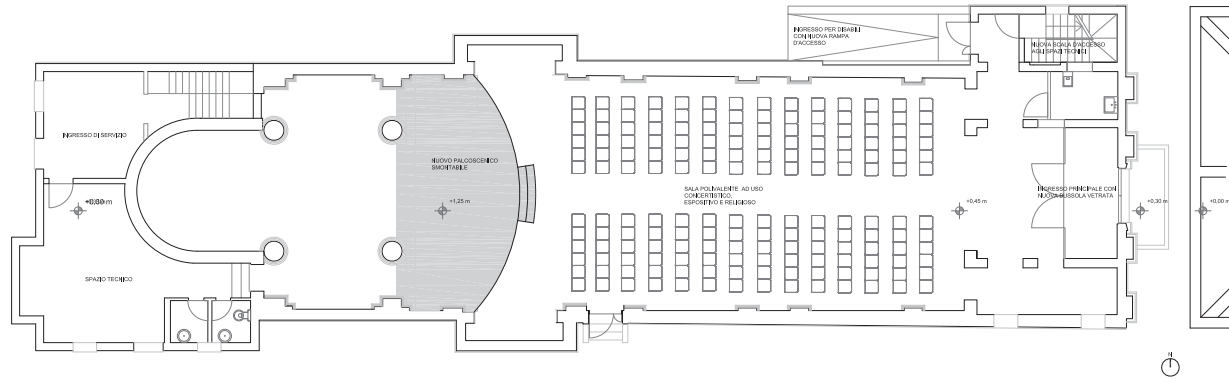 INGRESSO PER DISABILI
CON NUOVA RAMPA
D'ACCESSO
NUOVA SCALA D'ACCESSO
AGLI SPAZI TECNICI
INGRESSO DI SERVIZIO
NUOVO PALCOSCENICO
SMONTABILE
SALA POLIVALENTE AD USO
CONCERTISTICO,
ESPOSITIVO E RELIGIOSO
INGRESSO PRINCIPALE CON
NUOVA BUSSOLA VETRATA
+1,25 m
+0,45 m
+0,30 m
+0,00 m
SPAZIO TECNICO
N